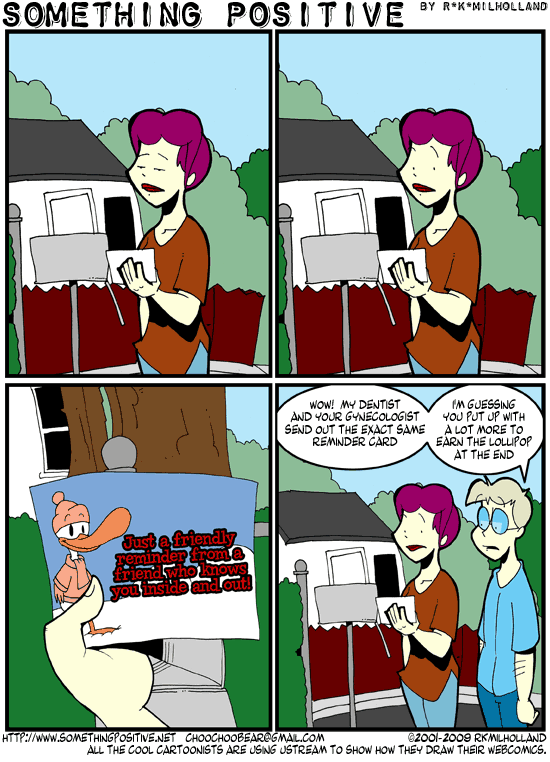 SOMETHING POSITIVE
BY R*K*MILHOLLAND
Just a friendly
reminder from a
friend who knows
you inside and out!
WOW! MY DENTIST
AND YOUR GYNECOLOGIST
SEND OUT THE EXACT SAME
REMINDER CARD
I'M GUESSING
YOU PUT UP WITH
A LOT MORE TO
EARN THE LOLLIPOP
AT THE END
HTTP://WWW.SOMETHINGPOSITIVE.NET CHOOCHOOBEAR@GMAIL.COM ©2001-2009 RKMILHOLLAND
ALL THE COOL CARTOONISTS ARE USING USTREAM TO SHOW HOW THEY DRAW THEIR WEBCOMICS.